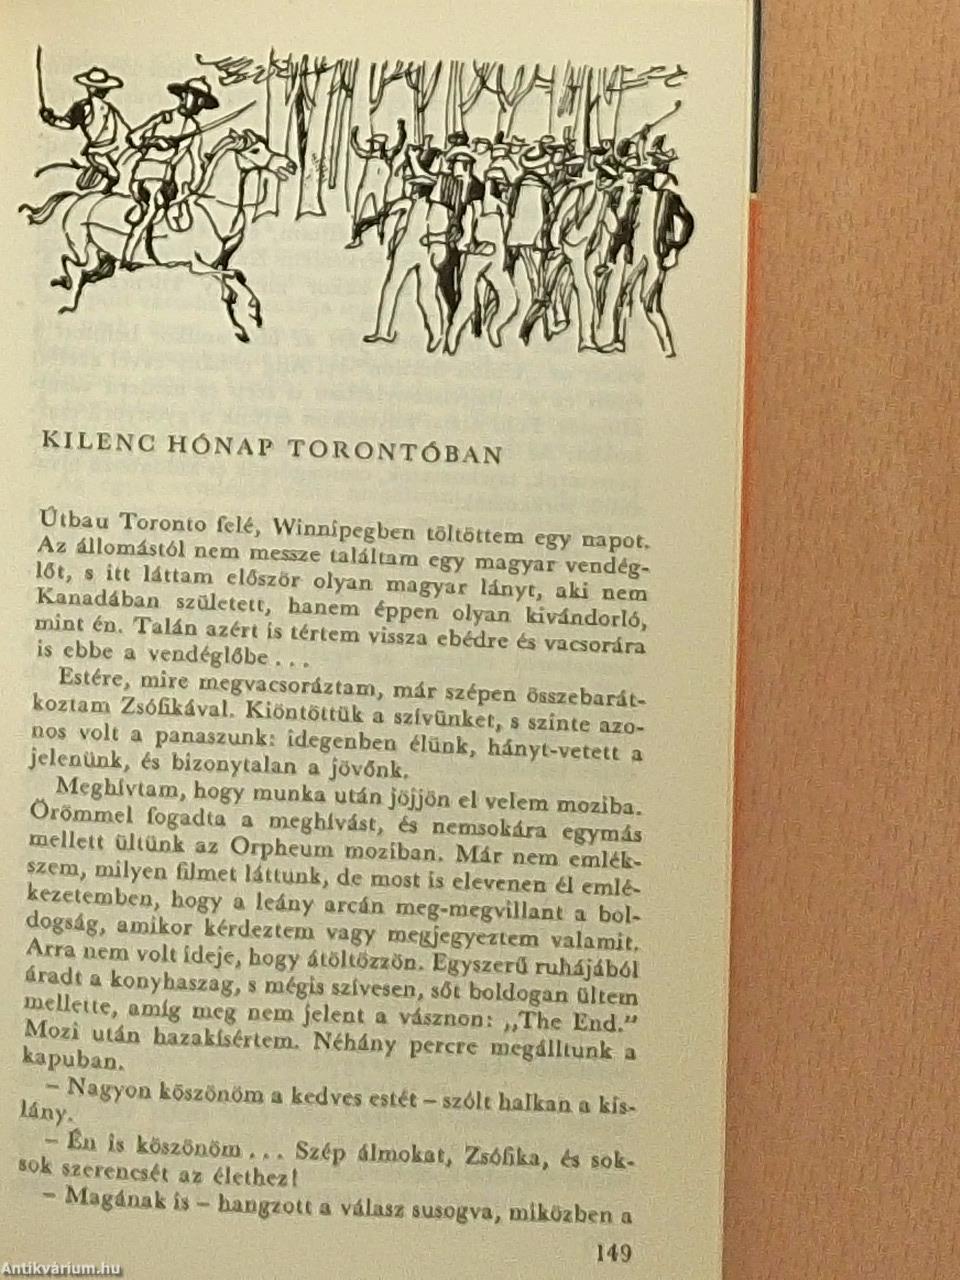 KILENC HÓNAP TORONTÓBAN
Útbau Toronto felé, Winnipegben töltöttem egy napot.
Az állomástól nem messze találtam egy magyar vendég-
lőt, s itt láttam először olyan magyar lányt, aki nem
Kanadában született, hanem éppen olyan kivándorló,
mint én. Talán azért is tértem vissza ebédre és vacsorára
is ebbe a vendéglőbe ...
Estére, mire megvacsoráztam, már szépen összebarát-
koztam Zsófikával. Kiöntöttük a szívünket, s szinte azo-
nos volt a panaszunk: idegenben élünk, hányt-vetett a
jelenünk, és bizonytalan a jövőnk.
Meghívtam, hogy munka után jöjjön el velem moziba.
Örömmel fogadta a meghívást, és nemsokára egymás
mellett ültünk az Orpheum moziban. Már nem emlék-
szem, milyen filmet láttunk, de most is elevenen él emlé-
kezetemben, hogy a leány arcán meg-megvillant a bol-
dogság, amikor kérdeztem vagy megjegyeztem valamit.
Arra nem volt ideje, hogy átöltözzön. Egyszerű ruhájából
áradt a konyhaszag, s mégis szívesen, sőt boldogan ültem
mellette, amíg meg nem jelent a vásznon: „The End.”
Mozi után hazakísértem. Néhány percre megálltunk a
kapuban.
– Nagyon köszönöm a kedves estét – szólt halkan a kis-
lány.
– Én is köszönöm ... Szép álmokat, Zsófika, és sok-
sok szerencsét az élethez!
– Magának is – hangzott a válasz susogva, miközben a
149
Antikvárium.hu